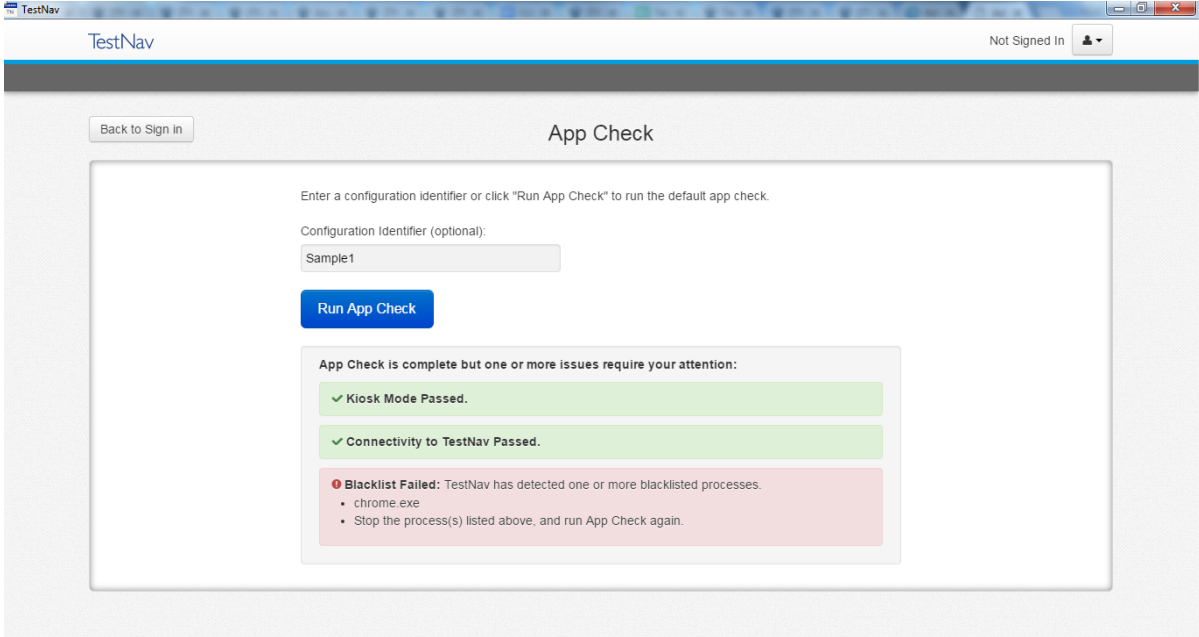 TestNav
TestNav
Not Signed In
Back to Sign in
App Check
Enter a configuration identifier or click "Run App Check" to run the default app check.
Configuration Identifier (optional):
Sample1
Run App Check
App Check is complete but one or more issues require your attention:
Kiosk Mode Passed.
Connectivity to TestNav Passed.
Blacklist Failed: TestNav has detected one or more blacklisted processes.
• chrome.exe
• Stop the process(s) listed above, and run App Check again.